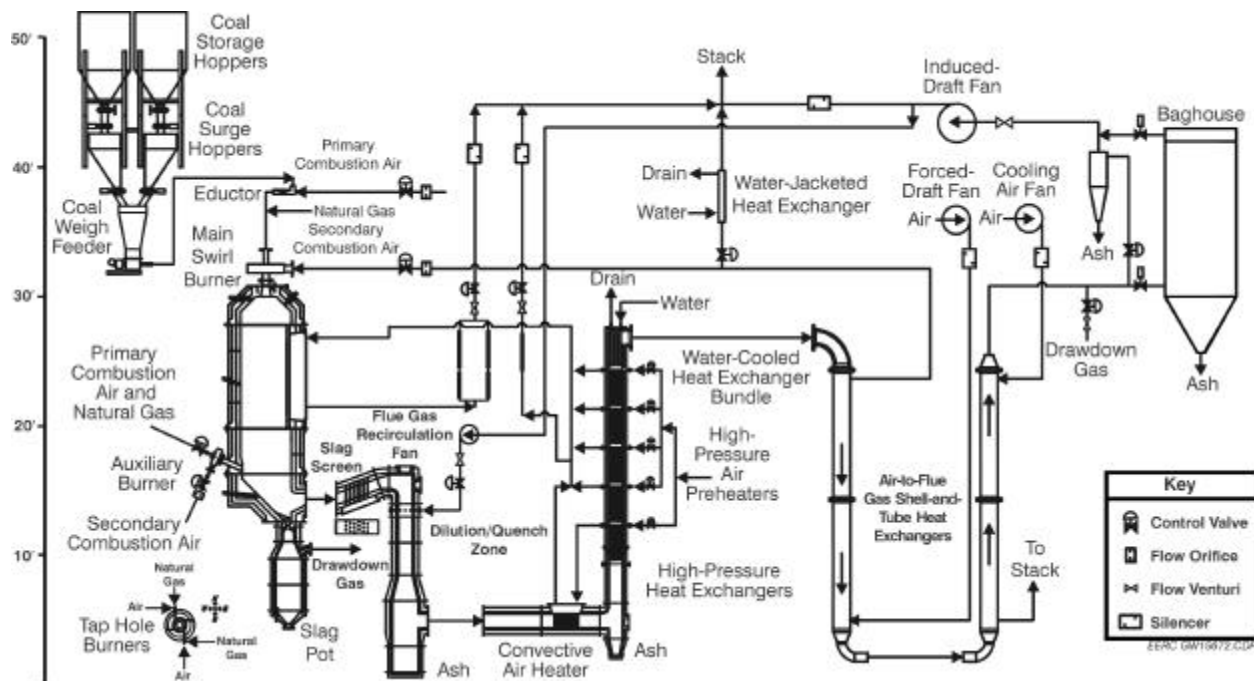 50'
40'
30'
20'
10'
Coal
Storage
Hoppers
Coal
Surge
Hoppers
Coal
Weigh
Feeder
Primary
Combustion Air
Eductor
Natural Gas
Secondary
Combustion Air
Main
Swirl
Burner
Primary
Combustion
Air and
Natural Gas
Auxiliary
Burner
Secondary
Combustion Air
Natural
Gas
Air
Tap Hole
Burners
Natural
Gas
Air
Slag
Pot
Slag
Screen
Flue Gas
Recirculation
Fan
Drawdown
Gas
Dilution/Quench
Zone
Ash
Convective
Air Heater
Ash
High-Pressure
Heat Exchangers
High-
Pressure
Air
Preheaters
Water-Cooled
Heat Exchanger
Bundle
Drain
Water
Stack
Drain
Water
Water-Jacketed
Heat Exchanger
Induced-
Draft Fan
Forced-
Draft Fan
Air
Cooling
Air Fan
Air
Baghouse
Ash
Drawdown
Gas
Ash
Air-to-Flue
Gas Shell-and-
Tube Heat
Exchangers
To
Stack
Key
Control Valve
Flow Orifice
Flow Venturi
Silencer